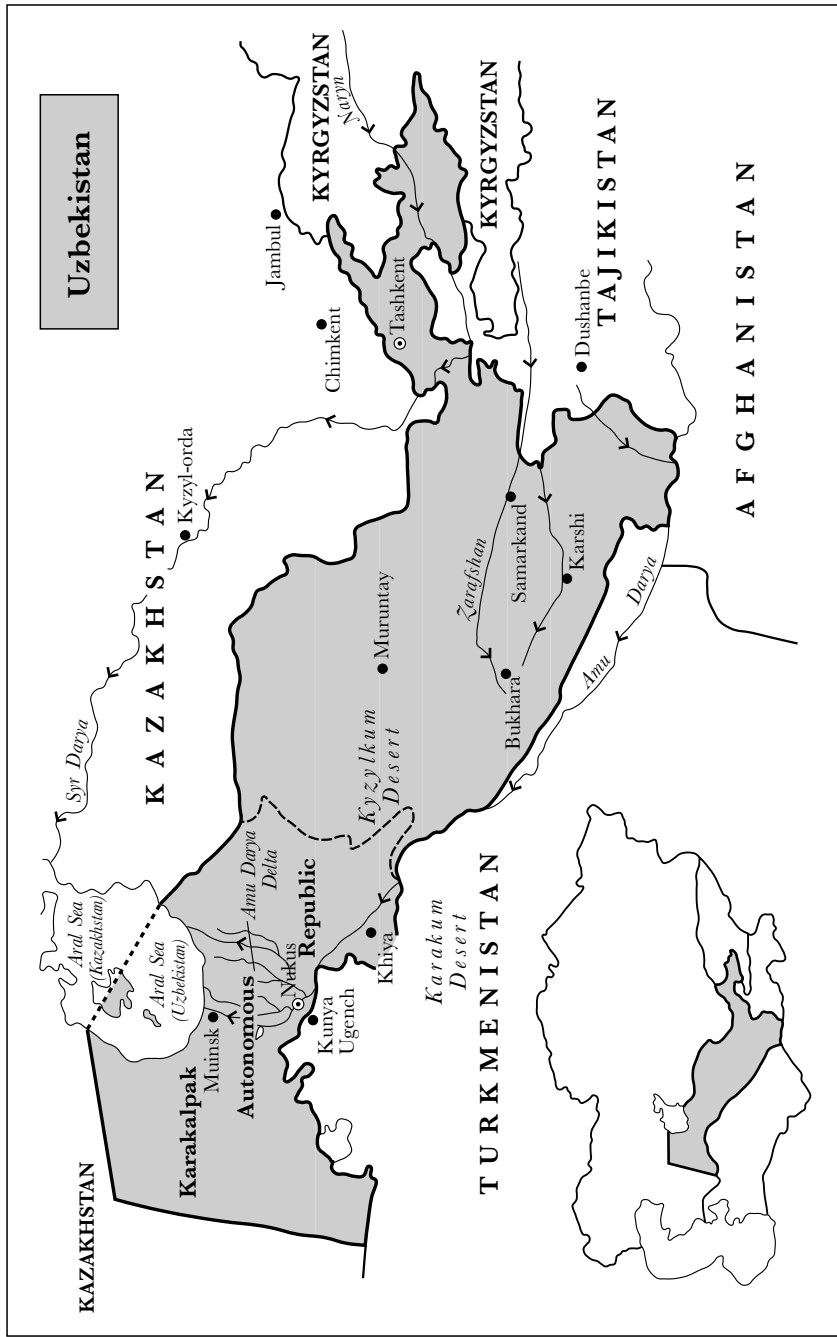 Uzbekistan
KAZAKHSTAN
Aral Sea
(Kazakhstan)
Aral Sea
(Uzbekistan)
Syr Darya
KAZAKHSTAN
Kyzyl-orda
Chimkent
Jambul
KYRGYZSTAN
Naryn
Tashkent
KYRGYZSTAN
Karakalpak
Muinsk
Autonomous
Amu Darya
Delta
Nukus
Republic
Kunya
Ugench
Khiya
Kyzylkum
Desert
Muruntay
Zarafshan
Samarkand
Bukhara
Karshi
Dushanbe
TAJIKISTAN
Karakum
Desert
TURKMENISTAN
Amu
Darya
AFGHANISTAN